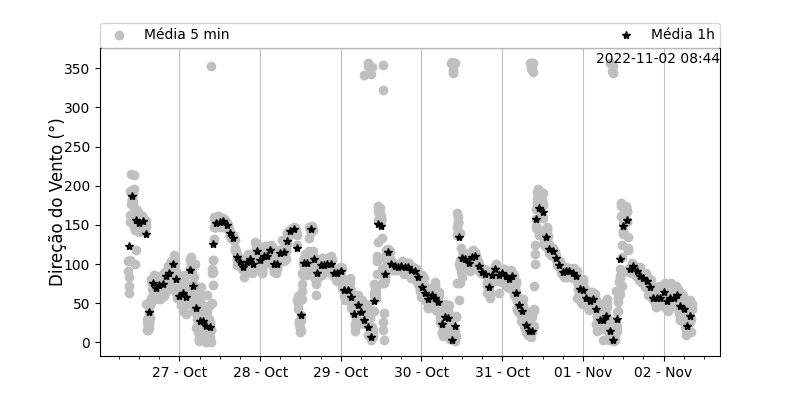 Média 5 min
Média 1h
2022-11-02 08:44
Direção do Vento (°)
350
300
250
200
150
100
50
0
27 - Oct
28 - Oct
29 - Oct
30 - Oct
31 - Oct
01 - Nov
02 - Nov